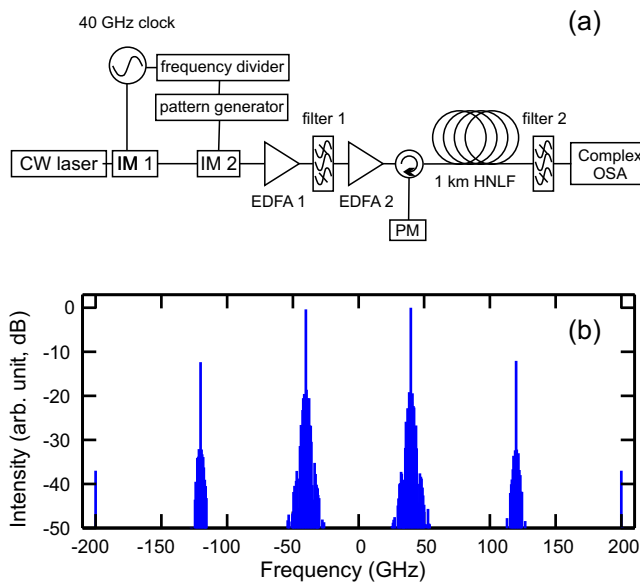 (a)
40 GHz clock
frequency divider
pattern generator
filter 1
filter 2
CW laser
IM 1
IM 2
EDFA 1
EDFA 2
1 km HNLF
Complex
OSA
PM
(b)
Intensity (arb. unit, dB)
0
-10
-20
-30
-40
-50
-200
-150
-100
-50
0
50
100
150
200
Frequency (GHz)